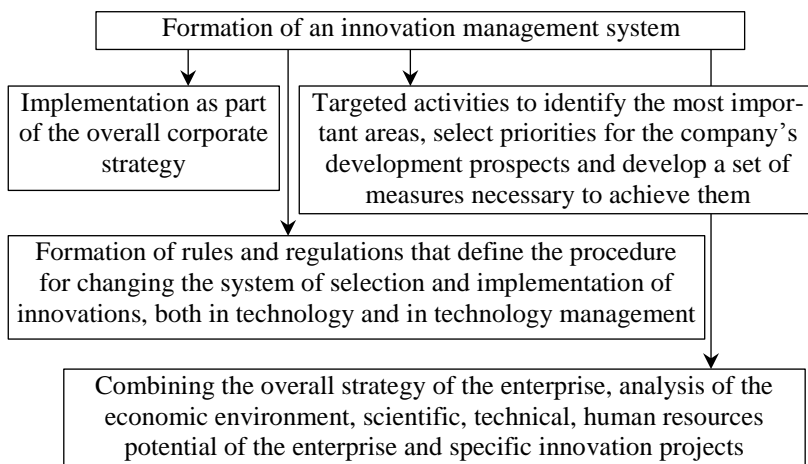 Formation of an innovation management system
Implementation as part
of the overall corporate
strategy
Targeted activities to identify the most impor-
tant areas, select priorities for the company's
development prospects and develop a set of
measures necessary to achieve them
Formation of rules and regulations that define the procedure
for changing the system of selection and implementation of
innovations, both in technology and in technology management
Combining the overall strategy of the enterprise, analysis of the
economic environment, scientific, technical, human resources
potential of the enterprise and specific innovation projects